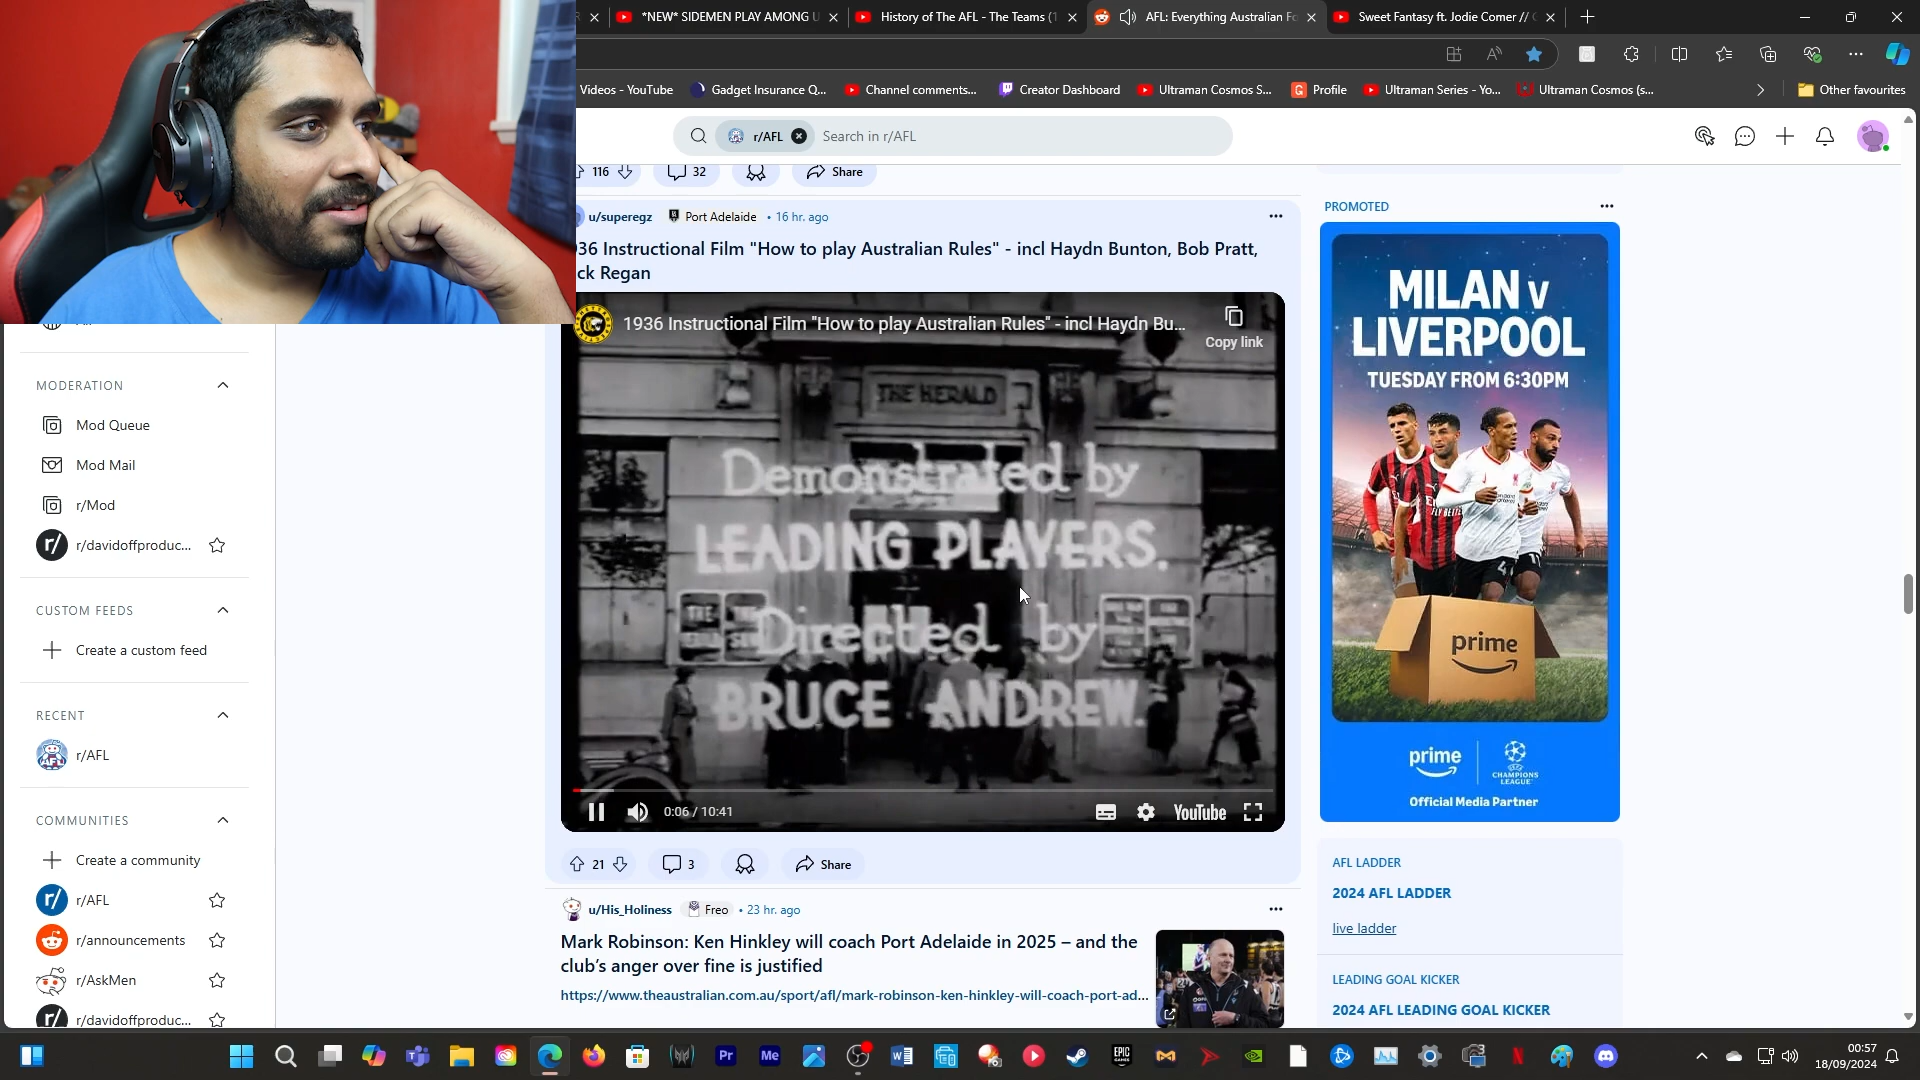 *NEW* SIDEMEN PLAY AMONG U
History of The AFL - The Teams (1
AFL: Everything Australian Fo
Sweet Fantasy ft. Jodie Comer //
Videos - YouTube
Gadget Insurance Q...
Channel comments...
Creator Dashboard
Ultraman Cosmos S...
Profile
Ultraman Series - Yo...
Ultraman Cosmos (s...
Other favourites
r/AFL
Search in r/AFL
116
32
Share
u/superegz Port Adelaide • 16 hr. ago
36 Instructional Film "How to play Australian Rules" - incl Haydn Bunton, Bob Pratt,
ck Regan
1936 Instructional Film "How to play Australian Rules" - incl Haydn Bu...
Copy link
THE HERALD
Demonstrated by
LEADING PLAYERS.
Directed by
BRUCE ANDREW.
0:06 / 10:41
YouTube
21
3
Share
u/His_Holiness Freo • 23 hr. ago
Mark Robinson: Ken Hinkley will coach Port Adelaide in 2025 – and the
club's anger over fine is justified
https://www.theaustralian.com.au/sport/afl/mark-robinson-ken-hinkley-will-coach-port-ad...
MODERATION
Mod Queue
Mod Mail
r/Mod
r/davidoffproduc...
CUSTOM FEEDS
Create a custom feed
RECENT
r/AFL
COMMUNITIES
Create a community
r/AFL
r/announcements
r/AskMen
r/davidoffproduc...
PROMOTED
MILAN v
LIVERPOOL
TUESDAY FROM 6:30PM
prime
prime
UEFA
CHAMPIONS
LEAGUE
Official Media Partner
AFL LADDER
2024 AFL LADDER
live ladder
LEADING GOAL KICKER
2024 AFL LEADING GOAL KICKER
00:57
18/09/2024